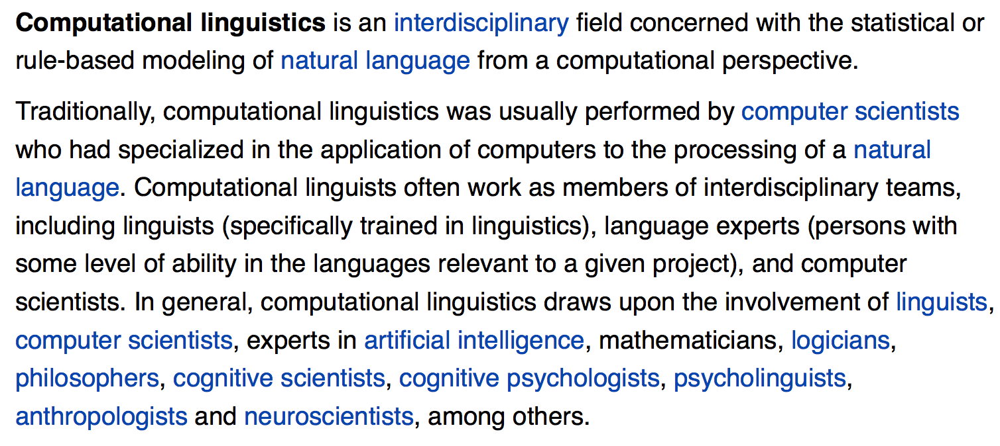 Computational linguistics is an interdisciplinary field concerned with the statistical or
rule-based modeling of natural language from a computational perspective.
Traditionally, computational linguistics was usually performed by computer scientists
who had specialized in the application of computers to the processing of a natural
language. Computational linguists often work as members of interdisciplinary teams,
including linguists (specifically trained in linguistics), language experts (persons with
some level of ability in the languages relevant to a given project), and computer
scientists. In general, computational linguistics draws upon the involvement of linguists,
computer scientists, experts in artificial intelligence, mathematicians, logicians,
philosophers, cognitive scientists, cognitive psychologists, psycholinguists,
anthropologists and neuroscientists, among others.